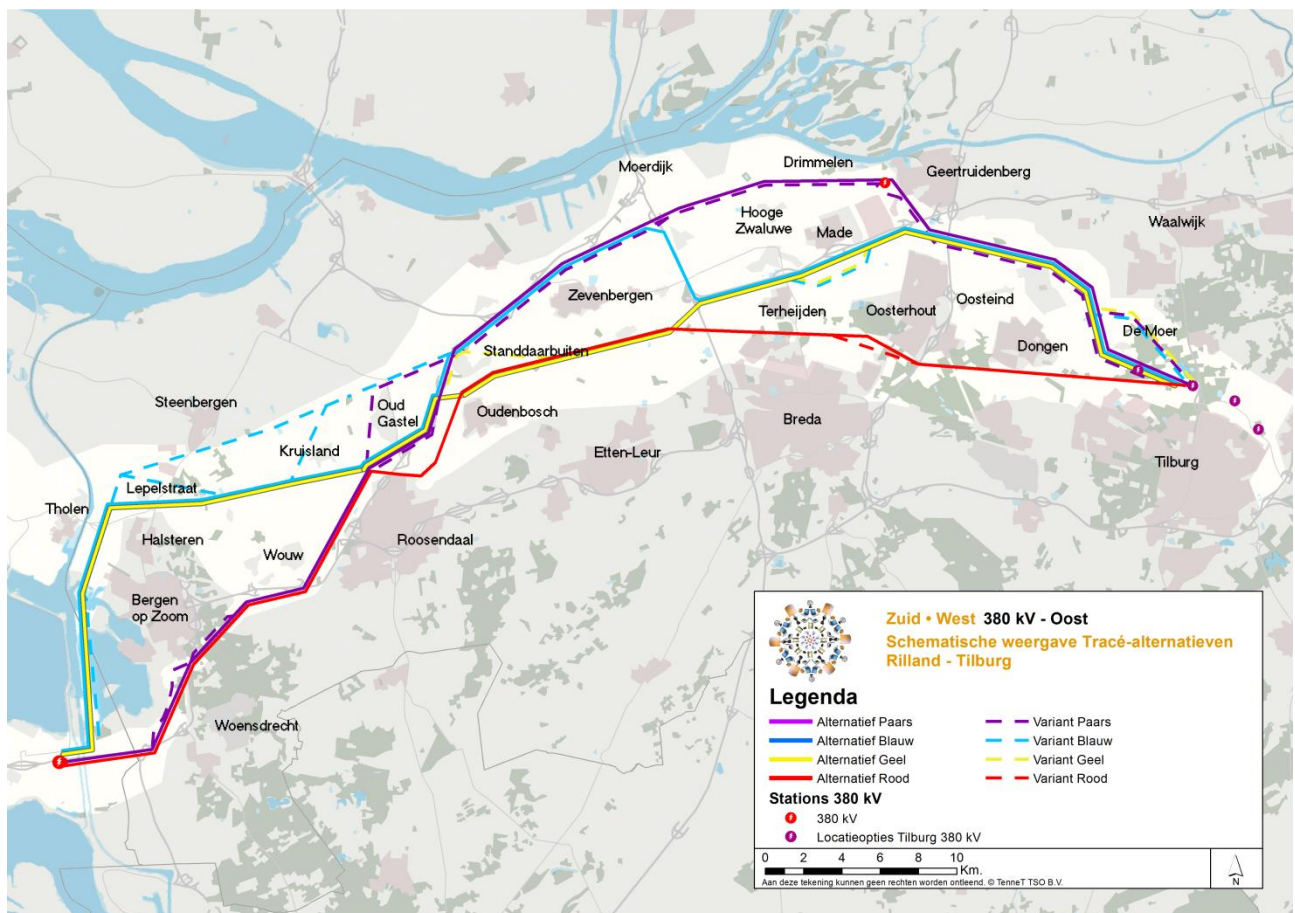 Drimmelen
Moerdijk
Geertruidenberg
Hooge
Zwaluwe
Made
Waalwijk
Zevenbergen
Terheijden
Oosterhout
Oosteind
De Moer
Standdaarbuiten
Dongen
Steenbergen
Oud
Gastel
Oudenbosch
Breda
Kruisland
Etten-Leur
Tilburg
Lepelstraat
Tholen
Halsteren
Wouw
Roosendaal
Bergen
op Zoom
Woensdrecht
Zuid • West 380 kV - Oost
Schematische weergave Tracé-alternatieven
Rilland - Tilburg
Legenda
Alternatief Paars
Variant Paars
Alternatief Blauw
Variant Blauw
Alternatief Geel
Variant Geel
Alternatief Rood
Variant Rood
Stations 380 kV
380 kV
Locatieopties Tilburg 380 kV
0 2 4 6 8 10
Km.
Aan deze tekening kunnen geen rechten worden ontleend. © TenneT TSO B.V.
N